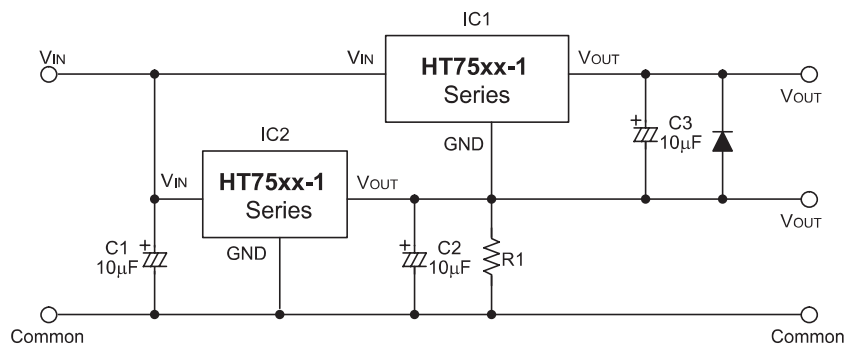 IC1
VIN
VIN
HT75xx-1
Series
VOUT
VOUT
GND
C3
10μF
IC2
VIN
HT75xx-1
Series
VOUT
VOUT
GND
C1
10μF
C2
10μF
R1
Common
Common